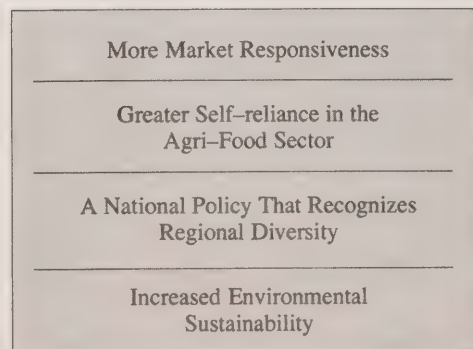 More Market Responsiveness
Greater Self–reliance in the
Agri–Food Sector
A National Policy That Recognizes
Regional Diversity
Increased Environmental
Sustainability